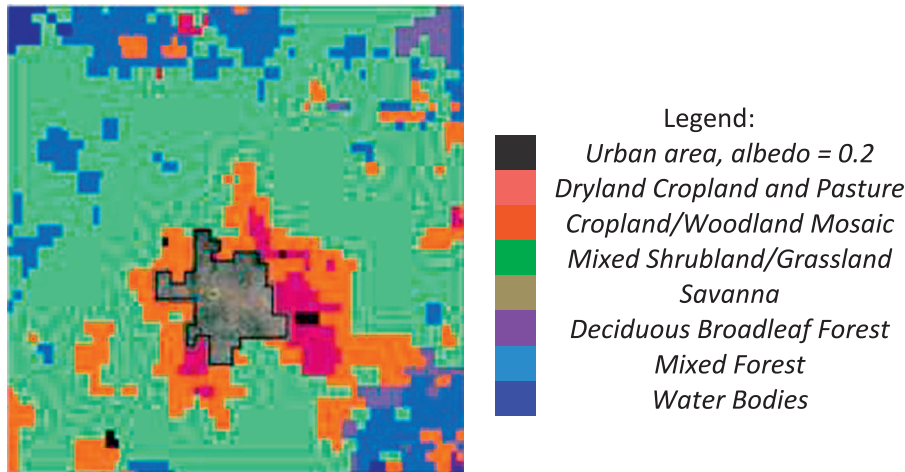 Legend:
Urban area, albedo = 0.2
Dryland Cropland and Pasture
Cropland/Woodland Mosaic
Mixed Shrubland/Grassland
Savanna
Deciduous Broadleaf Forest
Mixed Forest
Water Bodies